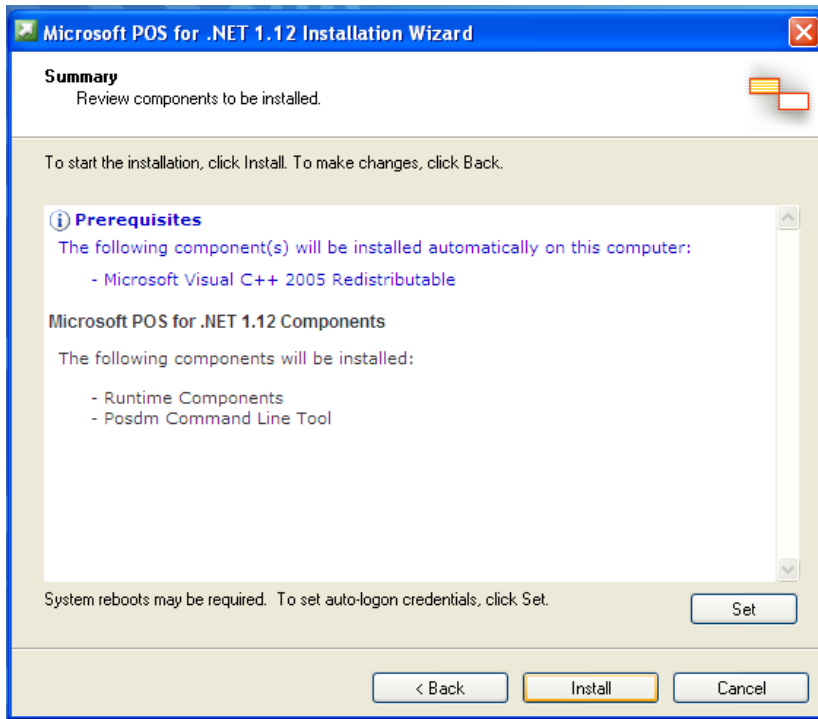 Microsoft POS for .NET 1.12 Installation Wizard
Summary
Review components to be installed.
To start the installation, click Install. To make changes, click Back.
Prerequisites
The following component(s) will be installed automatically on this computer:
- Microsoft Visual C++ 2005 Redistributable
Microsoft POS for .NET 1.12 Components
The following components will be installed:
- Runtime Components
- Posdm Command Line Tool
System reboots may be required. To set auto-logon credentials, click Set.
Set
< Back
Install
Cancel